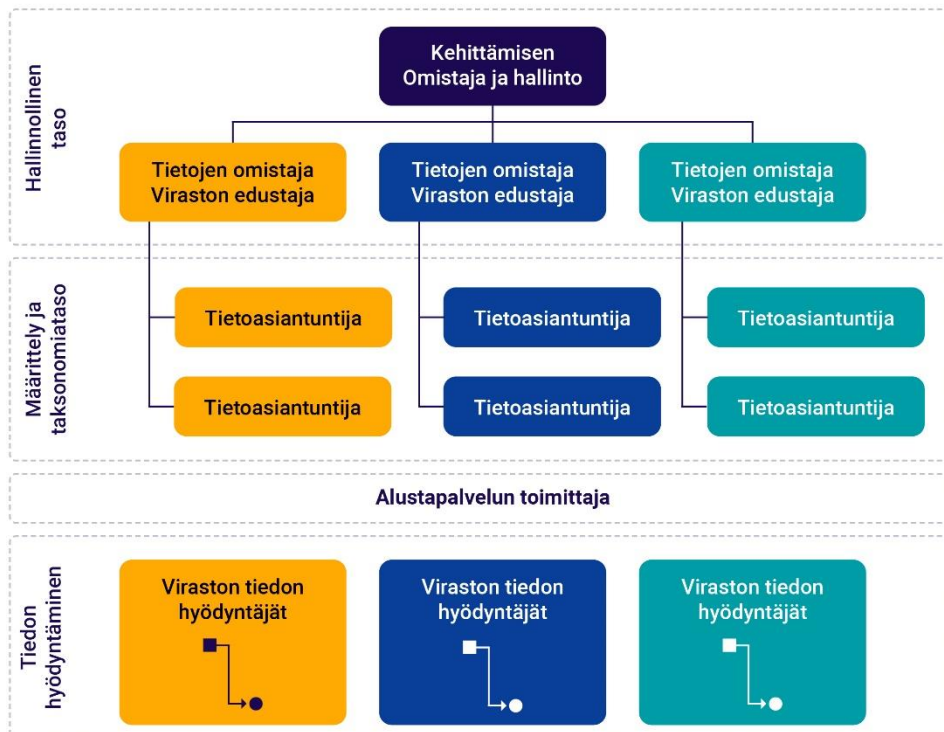 Hallinnollinen
taso
Kehittämisen
Omistaja ja hallinto
Tietojen omistaja
Viraston edustaja
Tietojen omistaja
Viraston edustaja
Tietojen omistaja
Viraston edustaja
Määrittely ja
taksonomiataso
Tietoasiantuntija
Tietoasiantuntija
Tietoasiantuntija
Tietoasiantuntija
Tietoasiantuntija
Tietoasiantuntija
Alustapalvelun toimittaja
Tiedon
hyödyntäminen
Viraston tiedon
hyödyntäjät
Viraston tiedon
hyödyntäjät
Viraston tiedon
hyödyntäjät